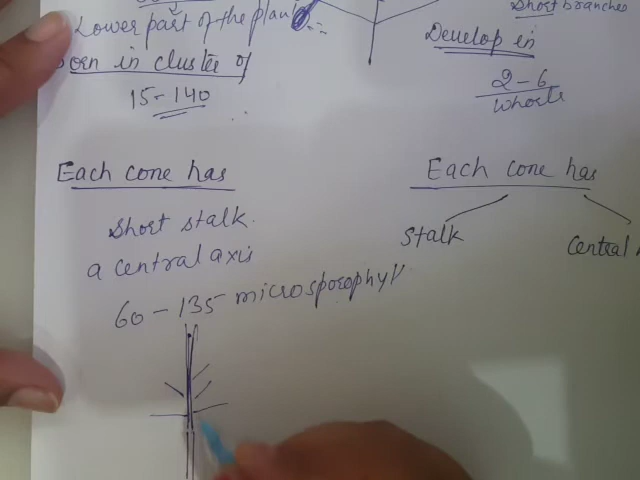 Lower part of the plant
Born in cluster of
15-140
Each cone has
Short stalk.
a central axis
60-135 microsporophyll
Short branches
Develop in
2-6
Whorls
Each cone has
Stalk
Central